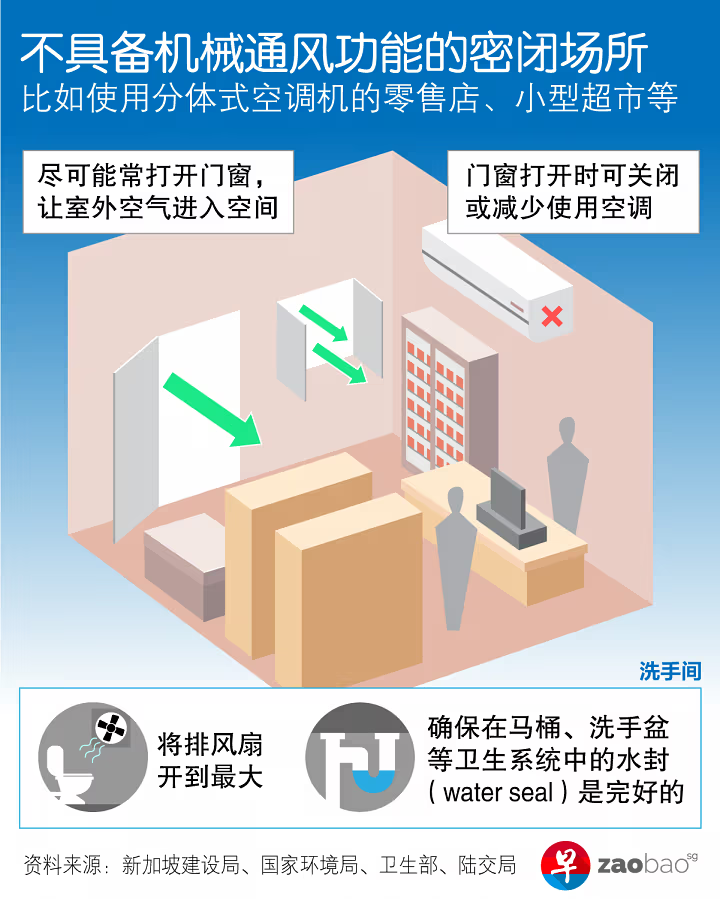 不具备机械通风功能的密闭场所
比如使用分体式空调机的零售店、小型超市等
尽可能常打开门窗，
让室外空气进入空间
门窗打开时可关闭
或减少使用空调
洗手间
将排风扇
开到最大
确保在马桶、洗手盆
等卫生系统中的水封
（water seal）是完好的
资料来源：新加坡建设局、国家环境局、卫生部、陆交局
早 zaobao sg